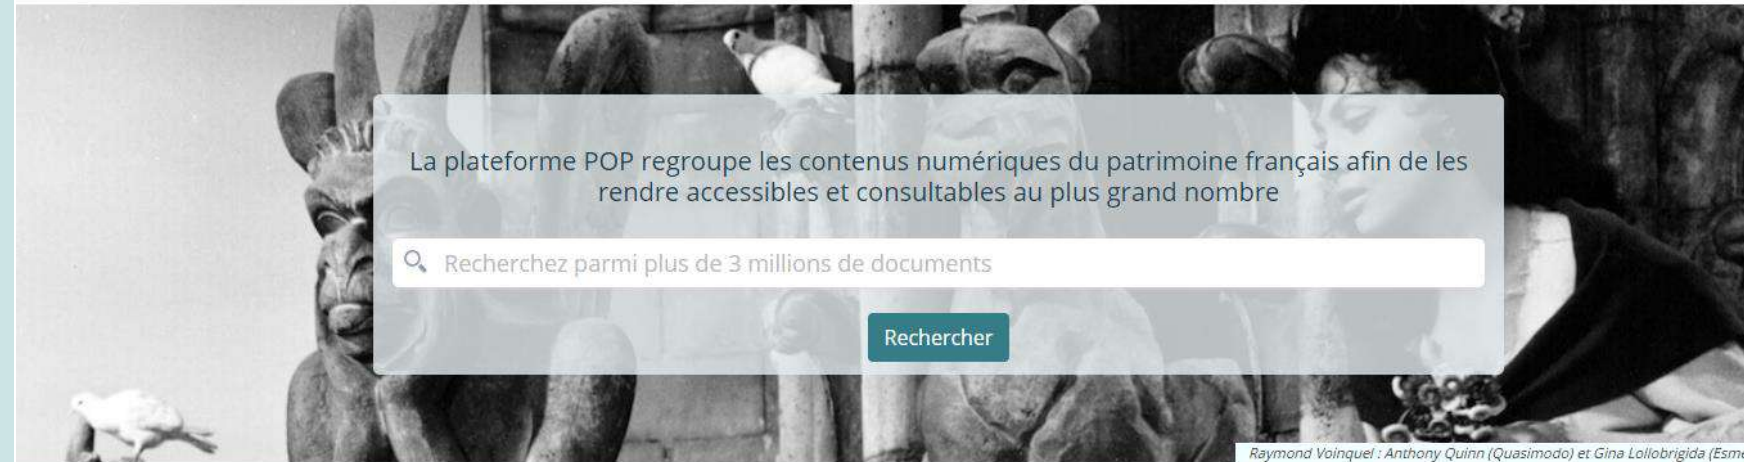 La plateforme POP regroupe les contenus numériques du patrimoine français afin de les
rendre accessibles et consultables au plus grand nombre
Recherchez parmi plus de 3 millions de documents
Rechercher
Raymond Voinquel : Anthony Quinn (Quasimodo) et Gina Lollobrigida (Esme